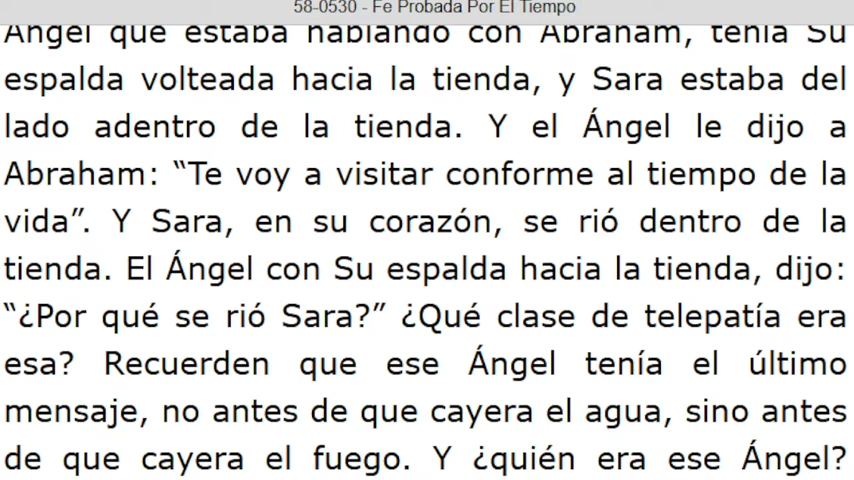 58-0530 - Fe Probada Por El Tiempo
Ángel que estaba hablando con Abraham, tenía Su
espalda volteada hacia la tienda, y Sara estaba del
lado adentro de la tienda. Y el Ángel le dijo a
Abraham: “Te voy a visitar conforme al tiempo de la
vida”. Y Sara, en su corazón, se rió dentro de la
tienda. El Ángel con Su espalda hacia la tienda, dijo:
“¿Por qué se rió Sara?” ¿Qué clase de telepatía era
esa? Recuerden que ese Ángel tenía el último
mensaje, no antes de que cayera el agua, sino antes
de que cayera el fuego. Y ¿quién era ese Ángel?